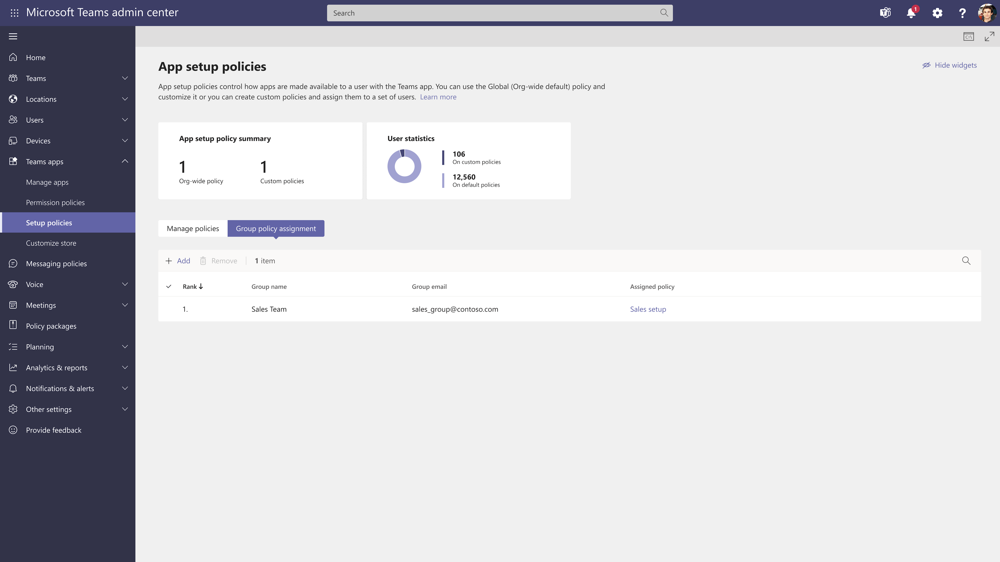 Microsoft Teams admin center
Search
1
C:\
Home
Teams
Locations
Users
Devices
Teams apps
Manage apps
Permission policies
Setup policies
Customize store
Messaging policies
Voice
Meetings
Policy packages
Planning
Analytics & reports
Notifications & alerts
Other settings
Provide feedback
App setup policies
Hide widgets
App setup policies control how apps are made available to a user with the Teams app. You can use the Global (Org-wide default) policy and
customize it or you can create custom policies and assign them to a set of users. Learn more
App setup policy summary
1
Org-wide policy
1
Custom policies
User statistics
106
On custom policies
12,560
On default policies
Manage policies
Group policy assignment
Add
Remove
1 item
Rank Group name Group email Assigned policy
1. Sales Team sales_group@contoso.com Sales setup